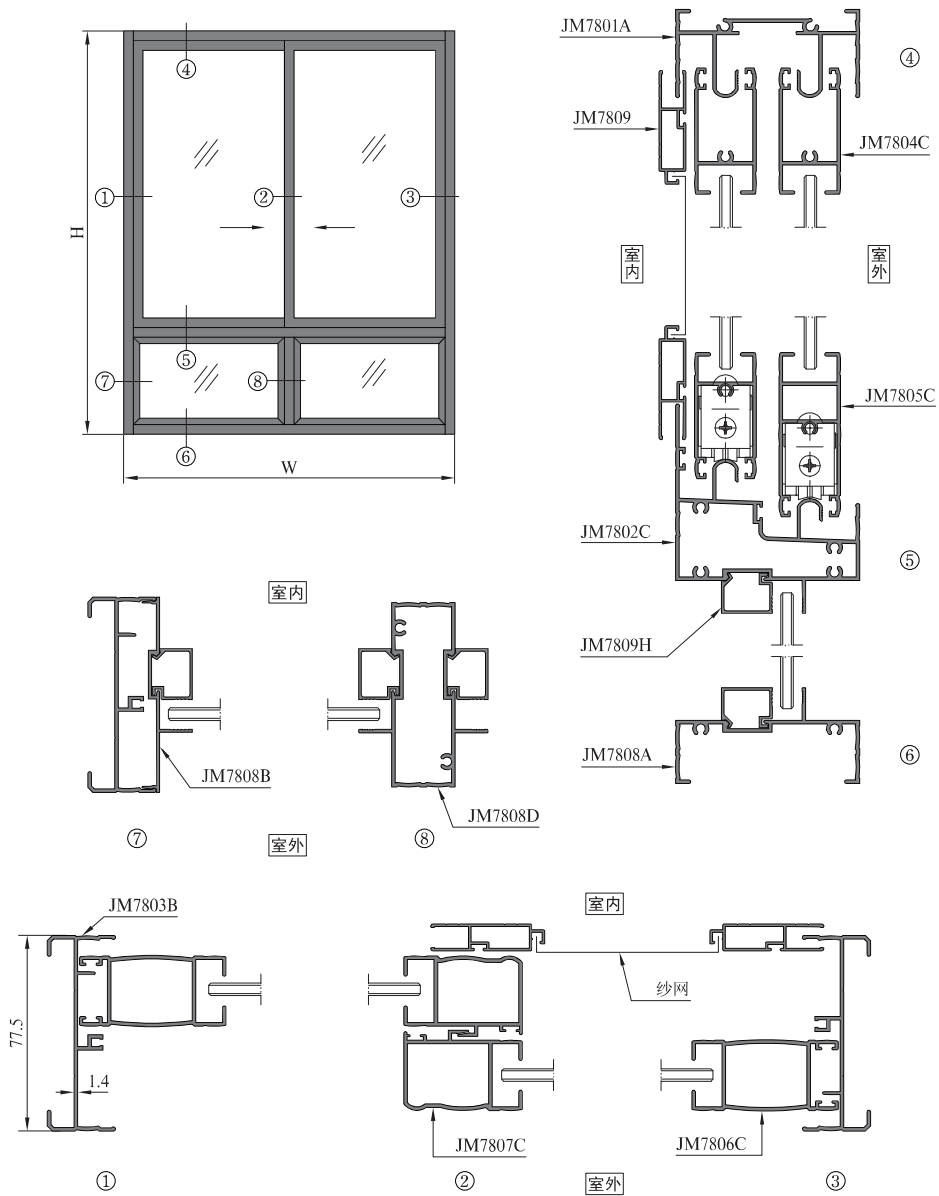 ④
①
②
③
H
⑤
⑦
⑧
⑥
W
JM7801A
④
JM7809
JM7804C
室内
室外
JM7805C
JM7802C
⑤
JM7809H
JM7808A
⑥
室内
JM7808B
JM7808D
⑦
⑧
室外
JM7803B
77.5
1.4
①
室内
纱网
JM7807C
JM7806C
②
室外
③